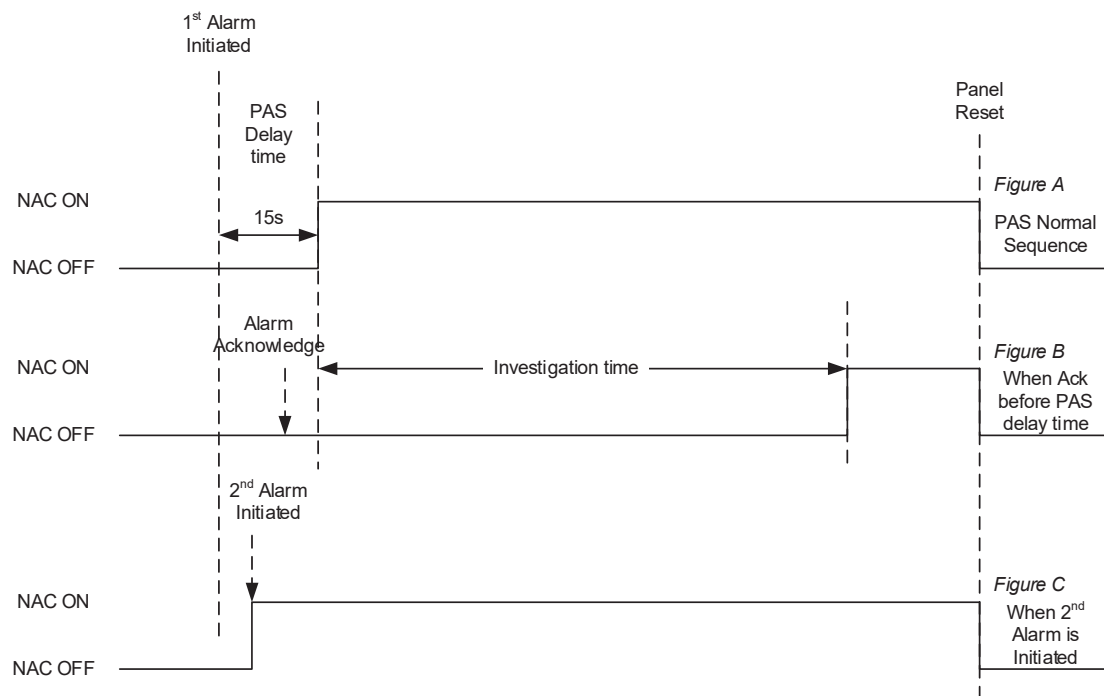 1st Alarm
Initiated
PAS
Delay
time
Panel
Reset
NAC ON
15s
NAC OFF
Figure A
PAS Normal
Sequence
Alarm
Acknowledge
NAC ON
Investigation time
NAC OFF
Figure B
When Ack
before PAS
delay time
2nd Alarm
Initiated
NAC ON
NAC OFF
Figure C
When 2nd
Alarm is
Initiated